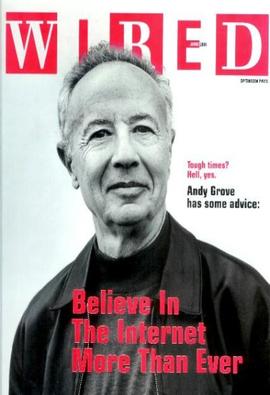 WIRED
Tough times?
Hell, yes.
Andy Grove
has some advice:
Believe In
The Internet
More Than Ever